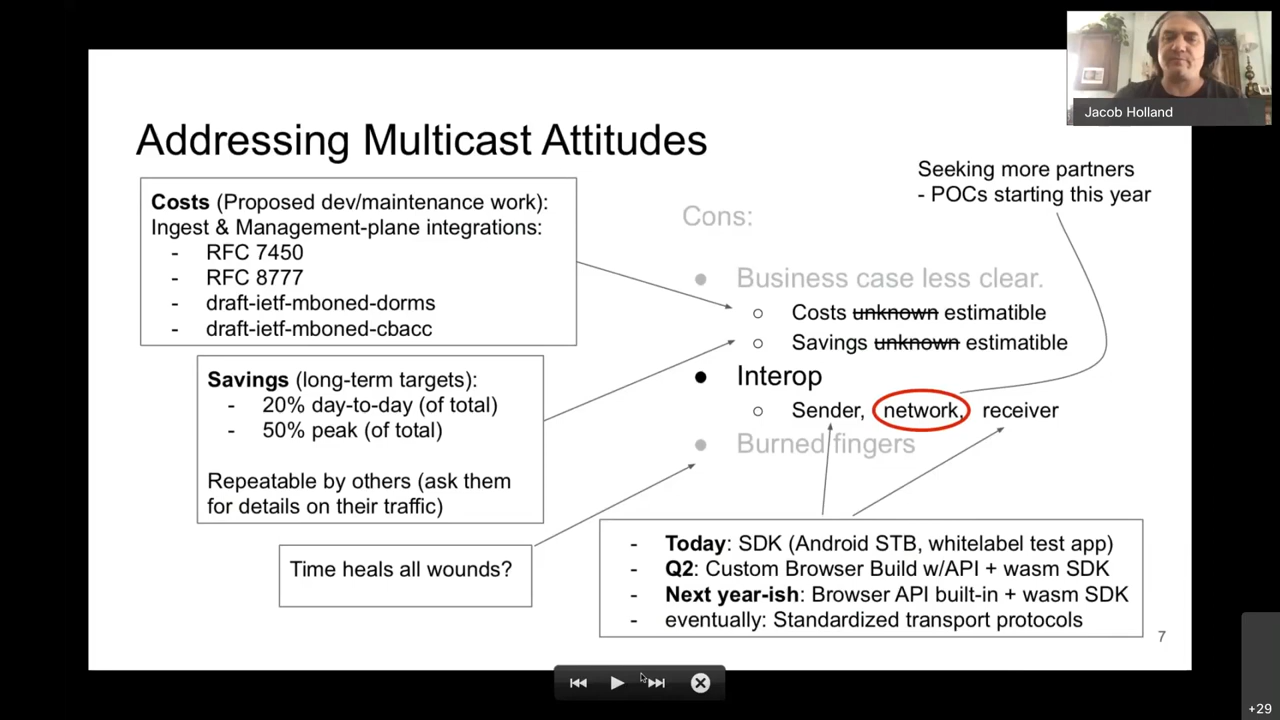 Jacob Holland
Addressing Multicast Attitudes
Seeking more partners
- POCs starting this year
Costs (Proposed dev/maintenance work):
Ingest & Management-plane integrations:
- RFC 7450
- RFC 8777
- draft-ietf-mboned-dorms
- draft-ietf-mboned-cbacc
Savings (long-term targets):
- 20% day-to-day (of total)
- 50% peak (of total)
Repeatable by others (ask them
for details on their traffic)
Time heals all wounds?
Cons:
● Business case less clear.
○ Costs unknown estimatible
○ Savings unknown estimatible
● Interop
○ Sender, network, receiver
● Burned fingers
- Today: SDK (Android STB, whitelabel test app)
- Q2: Custom Browser Build w/API + wasm SDK
- Next year-ish: Browser API built-in + wasm SDK
- eventually: Standardized transport protocols
7
+29